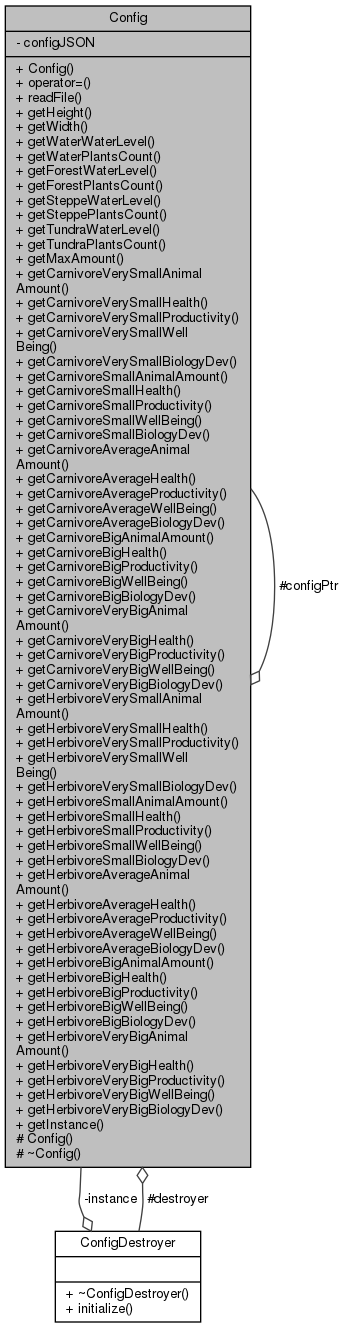 Config
- configJSON
+ Config()
+ operator=()
+ readFile()
+ getHeight()
+ getWidth()
+ getWaterWaterLevel()
+ getWaterPlantsCount()
+ getForestWaterLevel()
+ getForestPlantsCount()
+ getSteppeWaterLevel()
+ getSteppePlantsCount()
+ getTundraWaterLevel()
+ getTundraPlantsCount()
+ getMaxAmount()
+ getCarnivoreVerySmallAnimal
Amount()
+ getCarnivoreVerySmallHealth()
+ getCarnivoreVerySmallProductivity()
+ getCarnivoreVerySmallWell
Being()
+ getCarnivoreVerySmallBiologyDev()
+ getCarnivoreSmallAnimalAmount()
+ getCarnivoreSmallHealth()
+ getCarnivoreSmallProductivity()
+ getCarnivoreSmallWellBeing()
+ getCarnivoreSmallBiologyDev()
+ getCarnivoreAverageAnimal
Amount()
+ getCarnivoreAverageHealth()
+ getCarnivoreAverageProductivity()
+ getCarnivoreAverageWellBeing()
+ getCarnivoreAverageBiologyDev()
+ getCarnivoreBigAnimalAmount()
+ getCarnivoreBigHealth()
+ getCarnivoreBigProductivity()
+ getCarnivoreBigWellBeing()
+ getCarnivoreBigBiologyDev()
+ getCarnivoreVeryBigAnimal
Amount()
+ getCarnivoreVeryBigHealth()
+ getCarnivoreVeryBigProductivity()
+ getCarnivoreVeryBigWellBeing()
+ getCarnivoreVeryBigBiologyDev()
+ getHerbivoreVerySmallAnimal
Amount()
+ getHerbivoreVerySmallHealth()
+ getHerbivoreVerySmallProductivity()
+ getHerbivoreVerySmallWell
Being()
+ getHerbivoreVerySmallBiologyDev()
+ getHerbivoreSmallAnimalAmount()
+ getHerbivoreSmallHealth()
+ getHerbivoreSmallProductivity()
+ getHerbivoreSmallWellBeing()
+ getHerbivoreSmallBiologyDev()
+ getHerbivoreAverageAnimal
Amount()
+ getHerbivoreAverageHealth()
+ getHerbivoreAverageProductivity()
+ getHerbivoreAverageWellBeing()
+ getHerbivoreAverageBiologyDev()
+ getHerbivoreBigAnimalAmount()
+ getHerbivoreBigHealth()
+ getHerbivoreBigProductivity()
+ getHerbivoreBigWellBeing()
+ getHerbivoreBigBiologyDev()
+ getHerbivoreVeryBigAnimal
Amount()
+ getHerbivoreVeryBigHealth()
+ getHerbivoreVeryBigProductivity()
+ getHerbivoreVeryBigWellBeing()
+ getHerbivoreVeryBigBiologyDev()
+ getInstance()
# Config()
# ~Config()
#configPtr
-instance
#destroyer
ConfigDestroyer
+ ~ConfigDestroyer()
+ initialize()